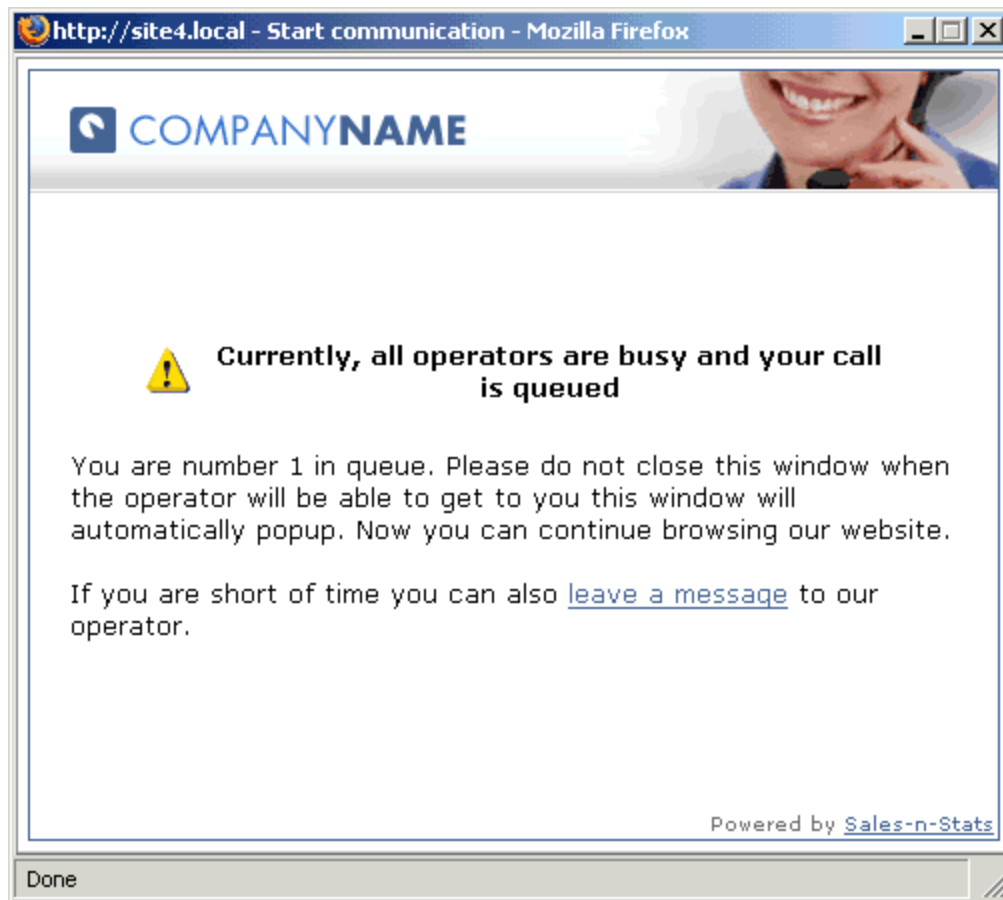 http://site4.local - Start communication - Mozilla Firefox
COMPANYNAME
Currently, all operators are busy and your call
is queued
You are number 1 in queue. Please do not close this window when
the operator will be able to get to you this window will
automatically popup. Now you can continue browsing our website.
If you are short of time you can also leave a message to our
operator.
Powered by Sales-n-Stats
Done